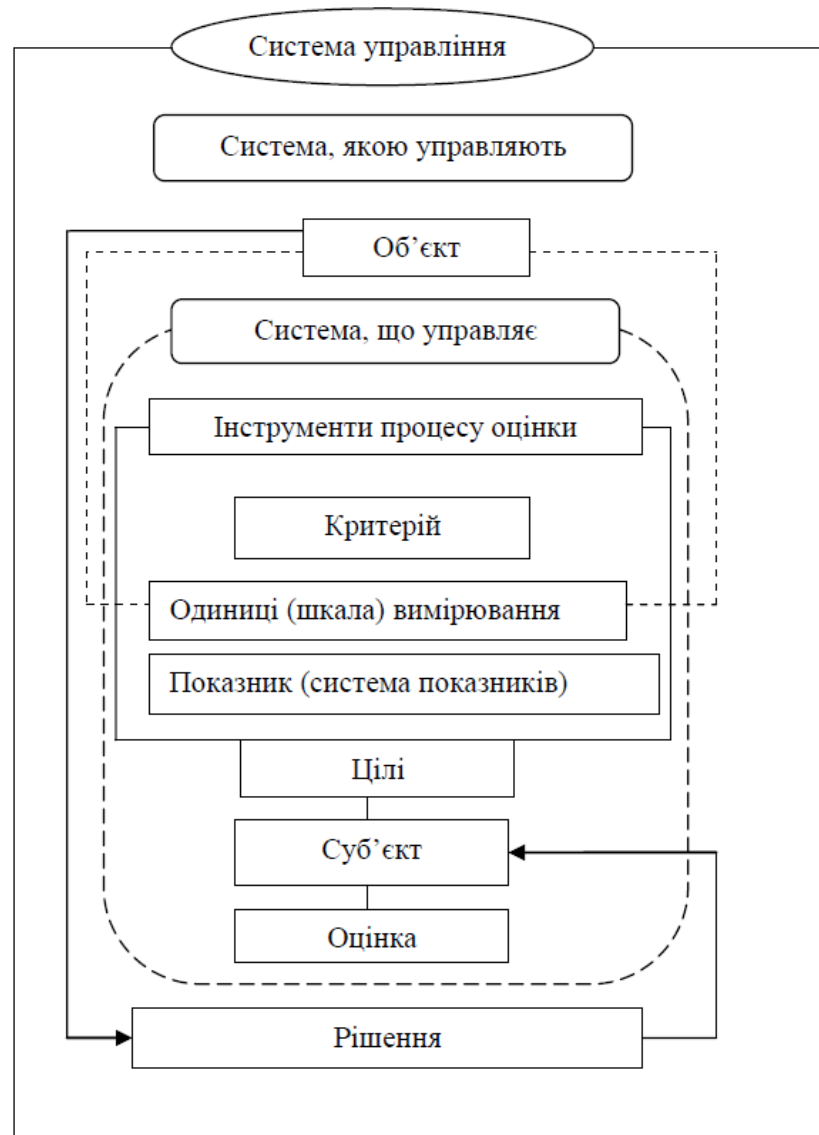 Система управління
Система, якою управляють
Об’єкт
Система, що управляє
Інструменти процесу оцінки
Критерій
Одиниці (шкала) вимірювання
Показник (система показників)
Цілі
Суб’єкт
Оцінка
Рішення